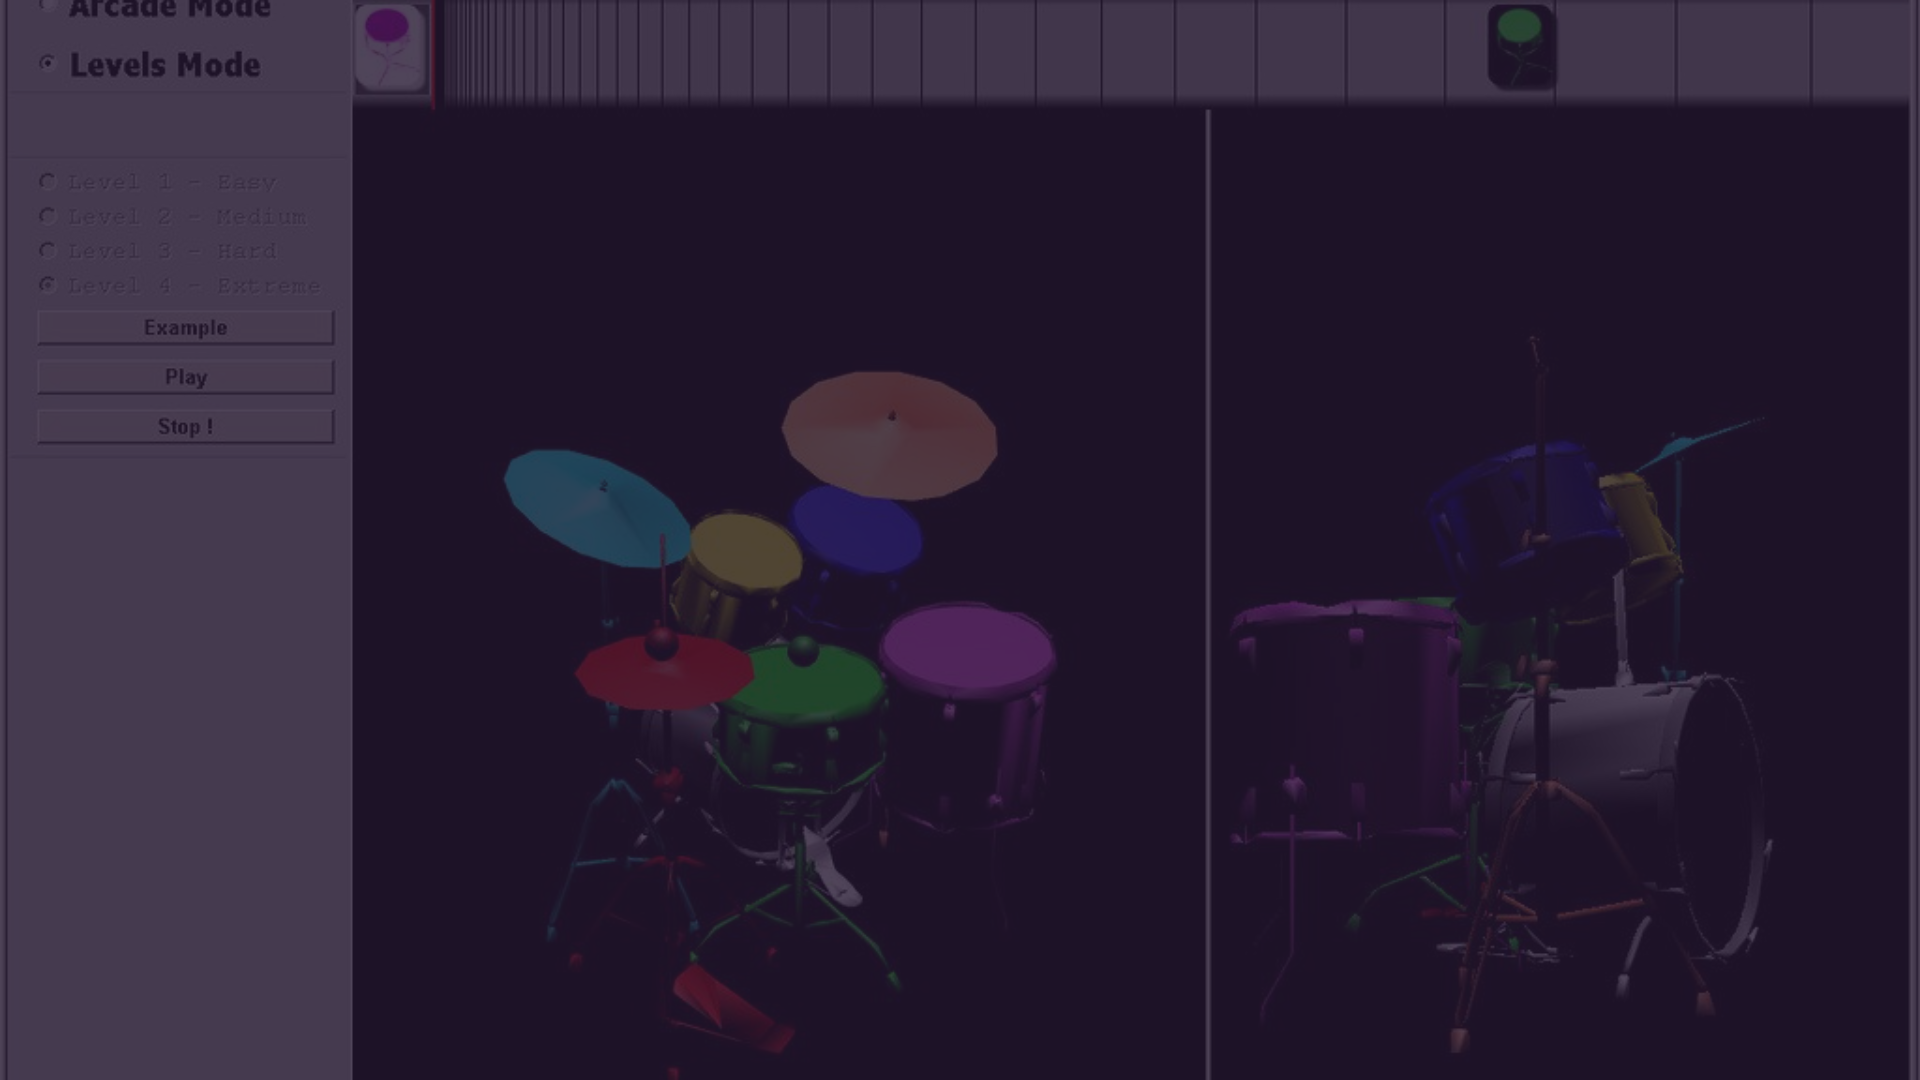 Arcade Mode
Levels Mode
Level 1 - Easy
Level 2 - Medium
Level 3 - Hard
Level 4 - Extreme
Example
Play
Stop !